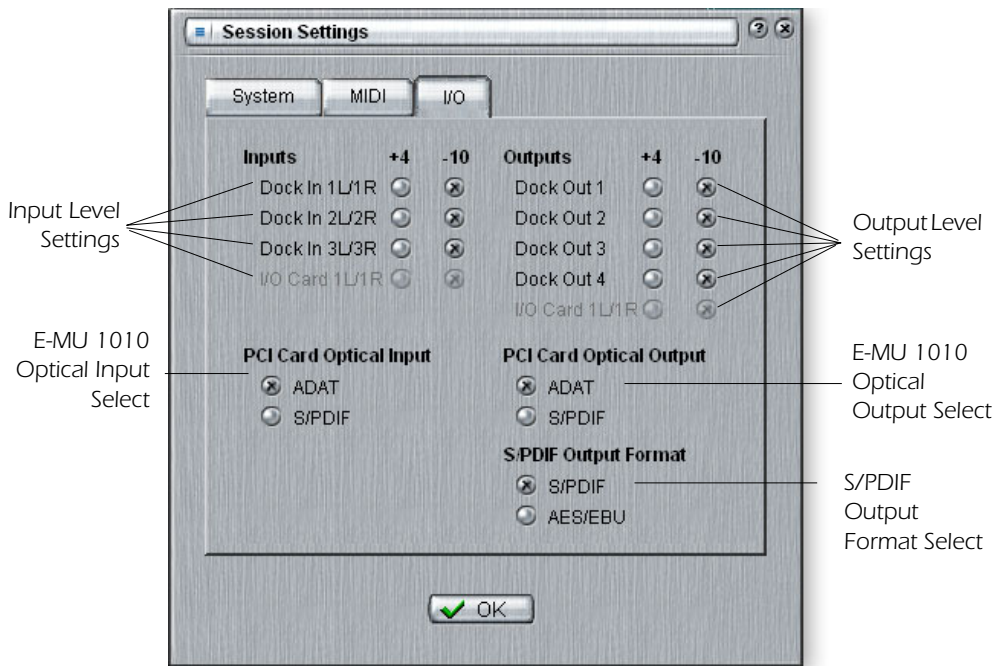 Session Settings
System MIDI I/O
Inputs +4 -10
Dock In 1L/1R
Dock In 2L/2R
Dock In 3L/3R
I/O Card 1L/1R
Outputs +4 -10
Dock Out 1
Dock Out 2
Dock Out 3
Dock Out 4
I/O Card 1L/1R
PCI Card Optical Input
ADAT
S/PDIF
PCI Card Optical Output
ADAT
S/PDIF
S/PDIF Output Format
S/PDIF
AES/EBU
OK
Input Level
Settings
E-MU 1010
Optical Input
Select
Output Level
Settings
E-MU 1010
Optical
Output Select
S/PDIF
Output
Format Select